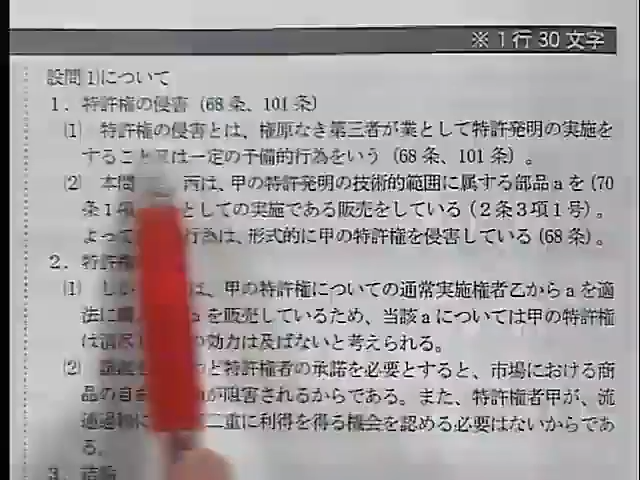 ※1行30文字
設問1)について
1．特許権の侵害（68条、101条）
(1) 特許権の侵害とは、権原なき第三者が業として特許発明の実施を
すること又は一定の予備的行為をいう（68条、101条）。
(2) 本問 丙は、甲の特許発明の技術的範囲に属する部品aを（70
条1項 としての実施である販売をしている（2条3項1号）。
よって 行為は、形式的に甲の特許権を侵害している（68条）。
2．特許権
(1) しかし は、甲の特許権についての通常実施権者乙からaを適
法に aを販売しているため、当該aについては甲の特許権
は消尽 の効力は及ばないと考えられる。
(2) と特許権者の承諾を必要とすると、市場における商
品の自由 が阻害されるからである。また、特許権者甲が、流
通過程に 二重に利得を得る機会を認める必要はないからであ
る。
3．結論